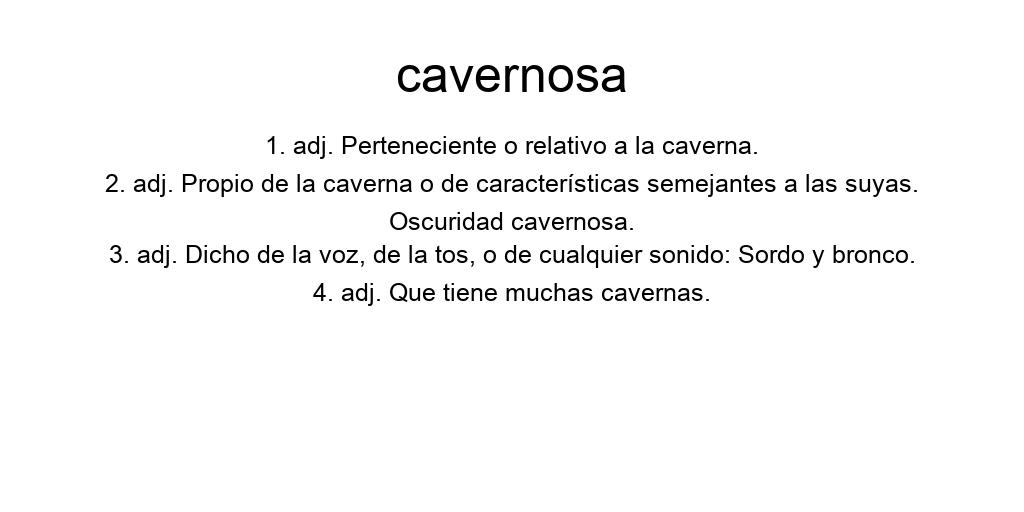 cavernosa
1. adj. Perteneciente o relativo a la caverna.
2. adj. Propio de la caverna o de características semejantes a las suyas.
Oscuridad cavernosa.
3. adj. Dicho de la voz, de la tos, o de cualquier sonido: Sordo y bronco.
4. adj. Que tiene muchas cavernas.